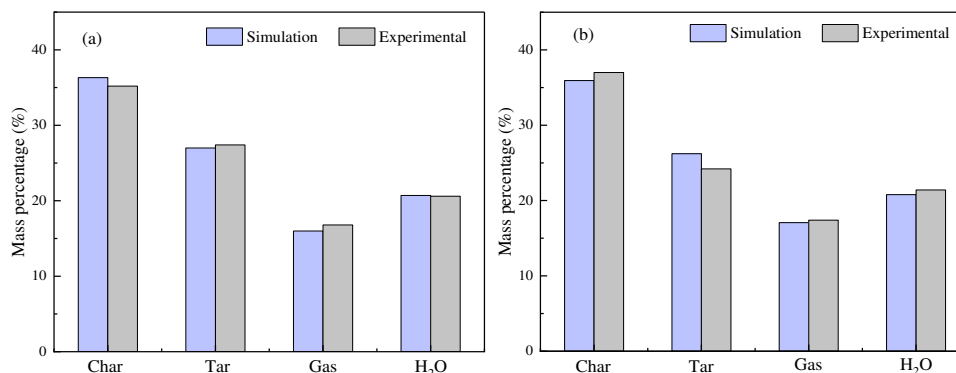 (a)
Simulation
Experimental
Mass percentage (%)
40
30
20
10
0
Char
Tar
Gas
H₂O
(b)
Simulation
Experimental
Mass percentage (%)
40
30
20
10
0
Char
Tar
Gas
H₂O